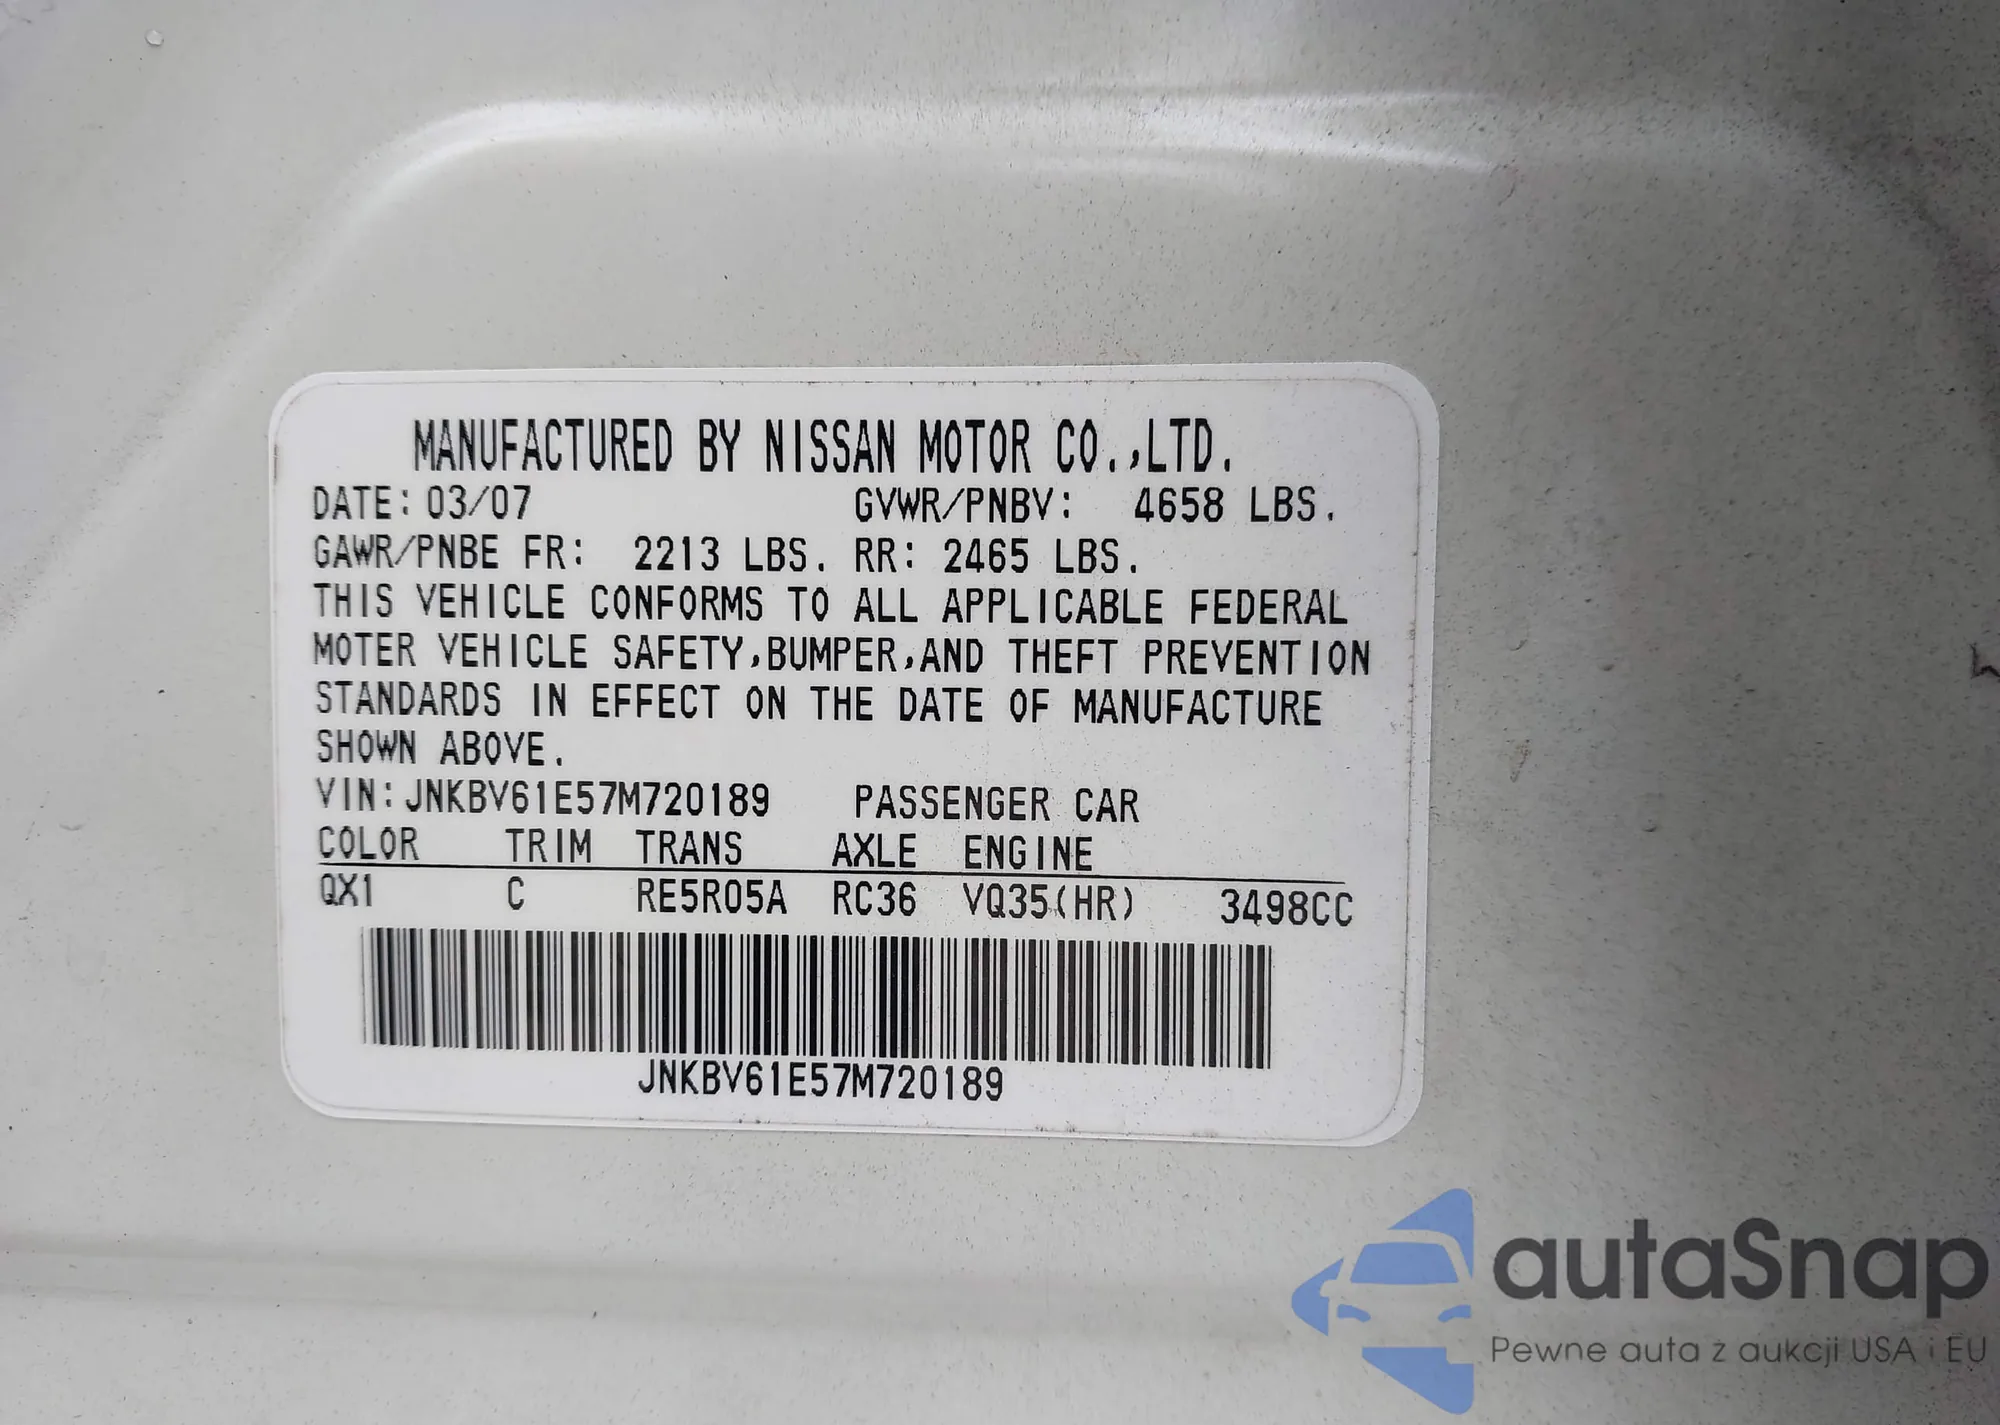 MANUFACTURED BY NISSAN MOTOR CO.,LTD.
DATE: 03/07 GVWR/PNBV: 4658 LBS.
GAWR/PNBE FR: 2213 LBS. RR: 2465 LBS.
THIS VEHICLE CONFORMS TO ALL APPLICABLE FEDERAL
MOTER VEHICLE SAFETY,BUMPER,AND THEFT PREVENTION
STANDARDS IN EFFECT ON THE DATE OF MANUFACTURE
SHOWN ABOVE.
VIN: JNKBV61E57M720189 PASSENGER CAR
COLOR TRIM TRANS AXLE ENGINE
QX1 C RE5R05A RC36 VQ35(HR) 3498CC
JNKBV61E57M720189
autaSnap
Pewne auta z aukcji USA i EU